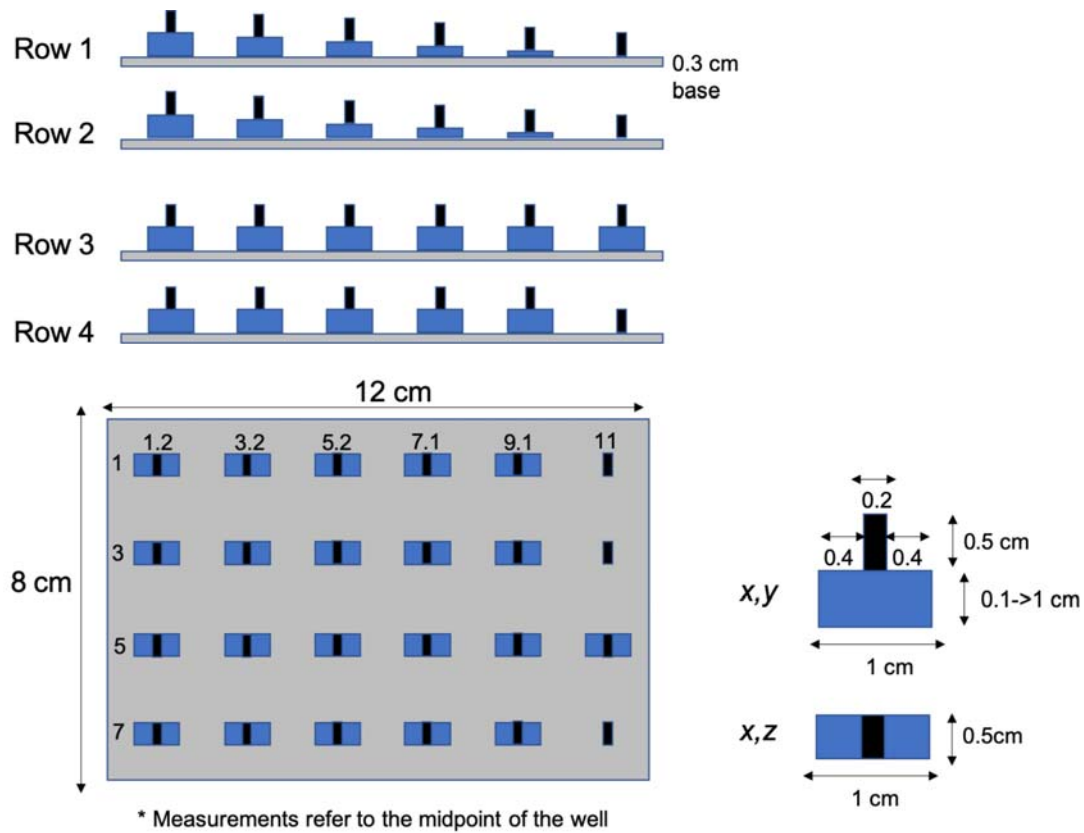 Row 1
0.3 cm
base
Row 2
Row 3
Row 4
12 cm
8 cm
1.2 3.2 5.2 7.1 9.1 11
1
3
5
7
* Measurements refer to the midpoint of the well
0.2
0.4 0.4
0.5 cm
x,y
0.1->1 cm
1 cm
x,z
0.5cm
1 cm